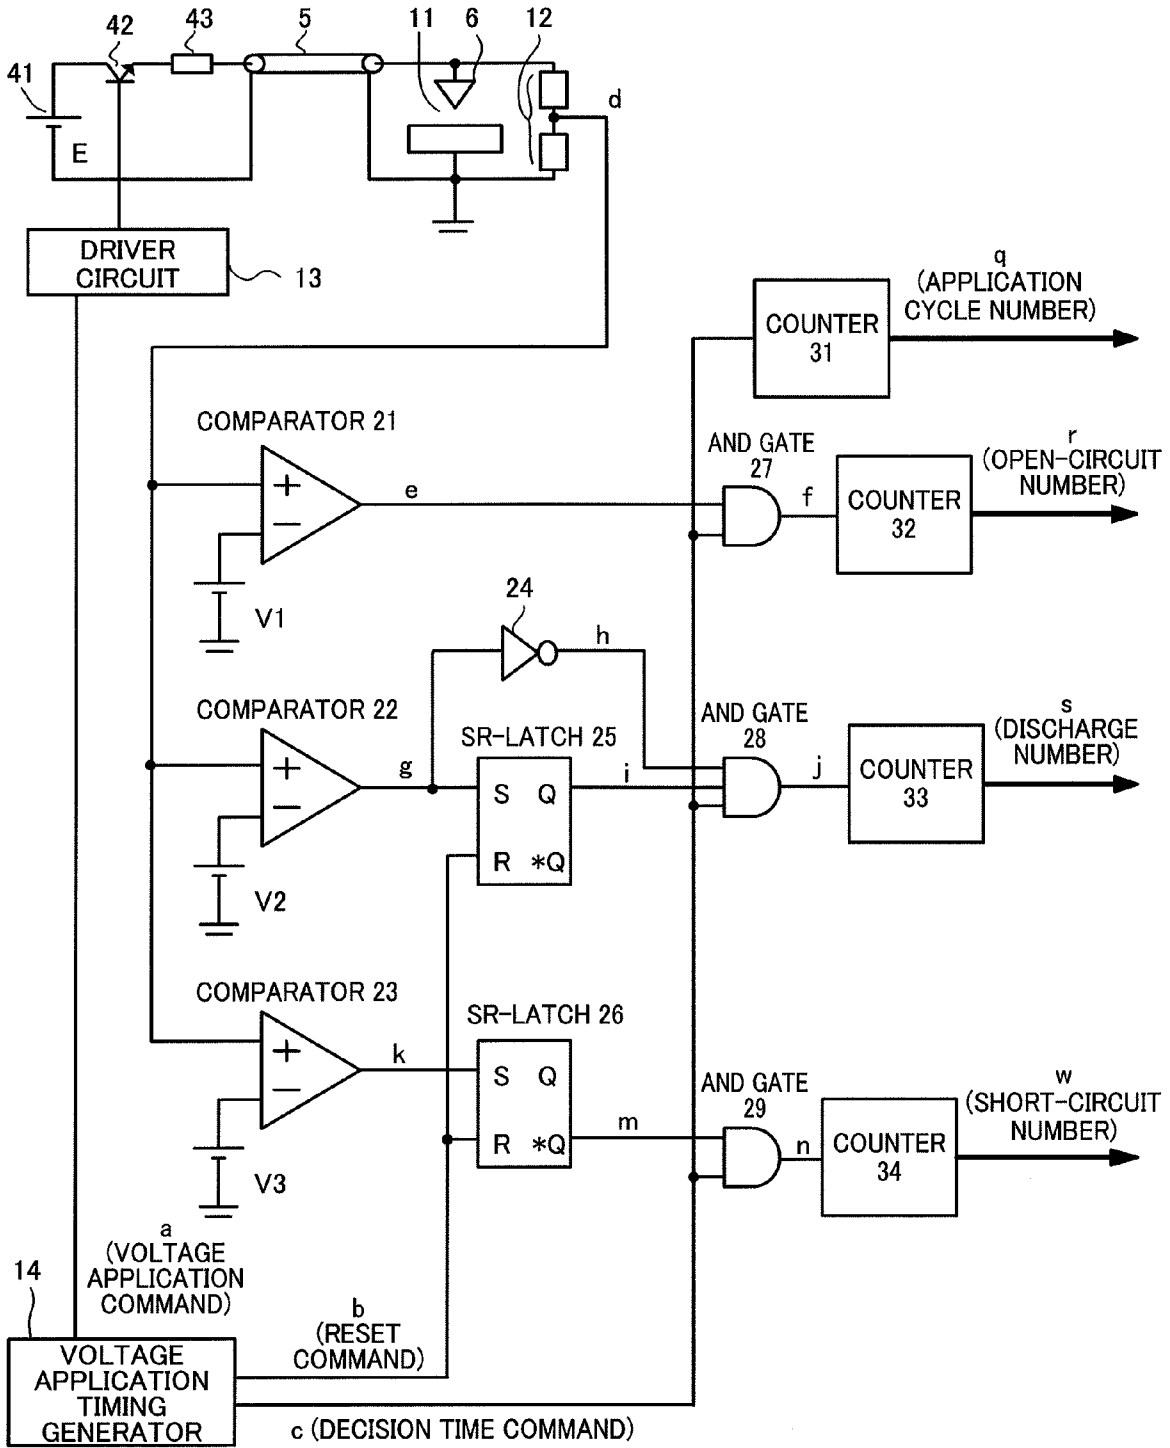 41
42
43
5
11
6
12
d
E
DRIVER
CIRCUIT
13
q
(APPLICATION
CYCLE NUMBER)
COUNTER
31
COMPARATOR 21
+
−
e
V1
AND GATE
27
f
COUNTER
32
r
(OPEN-CIRCUIT
NUMBER)
24
h
COMPARATOR 22
+
−
g
V2
SR-LATCH 25
S Q
R *Q
i
AND GATE
28
j
COUNTER
33
s
(DISCHARGE
NUMBER)
COMPARATOR 23
+
−
k
V3
SR-LATCH 26
S Q
R *Q
m
AND GATE
29
n
COUNTER
34
w
(SHORT-CIRCUIT
NUMBER)
a
(VOLTAGE
APPLICATION
COMMAND)
14
VOLTAGE
APPLICATION
TIMING
GENERATOR
b
(RESET
COMMAND)
c (DECISION TIME COMMAND)